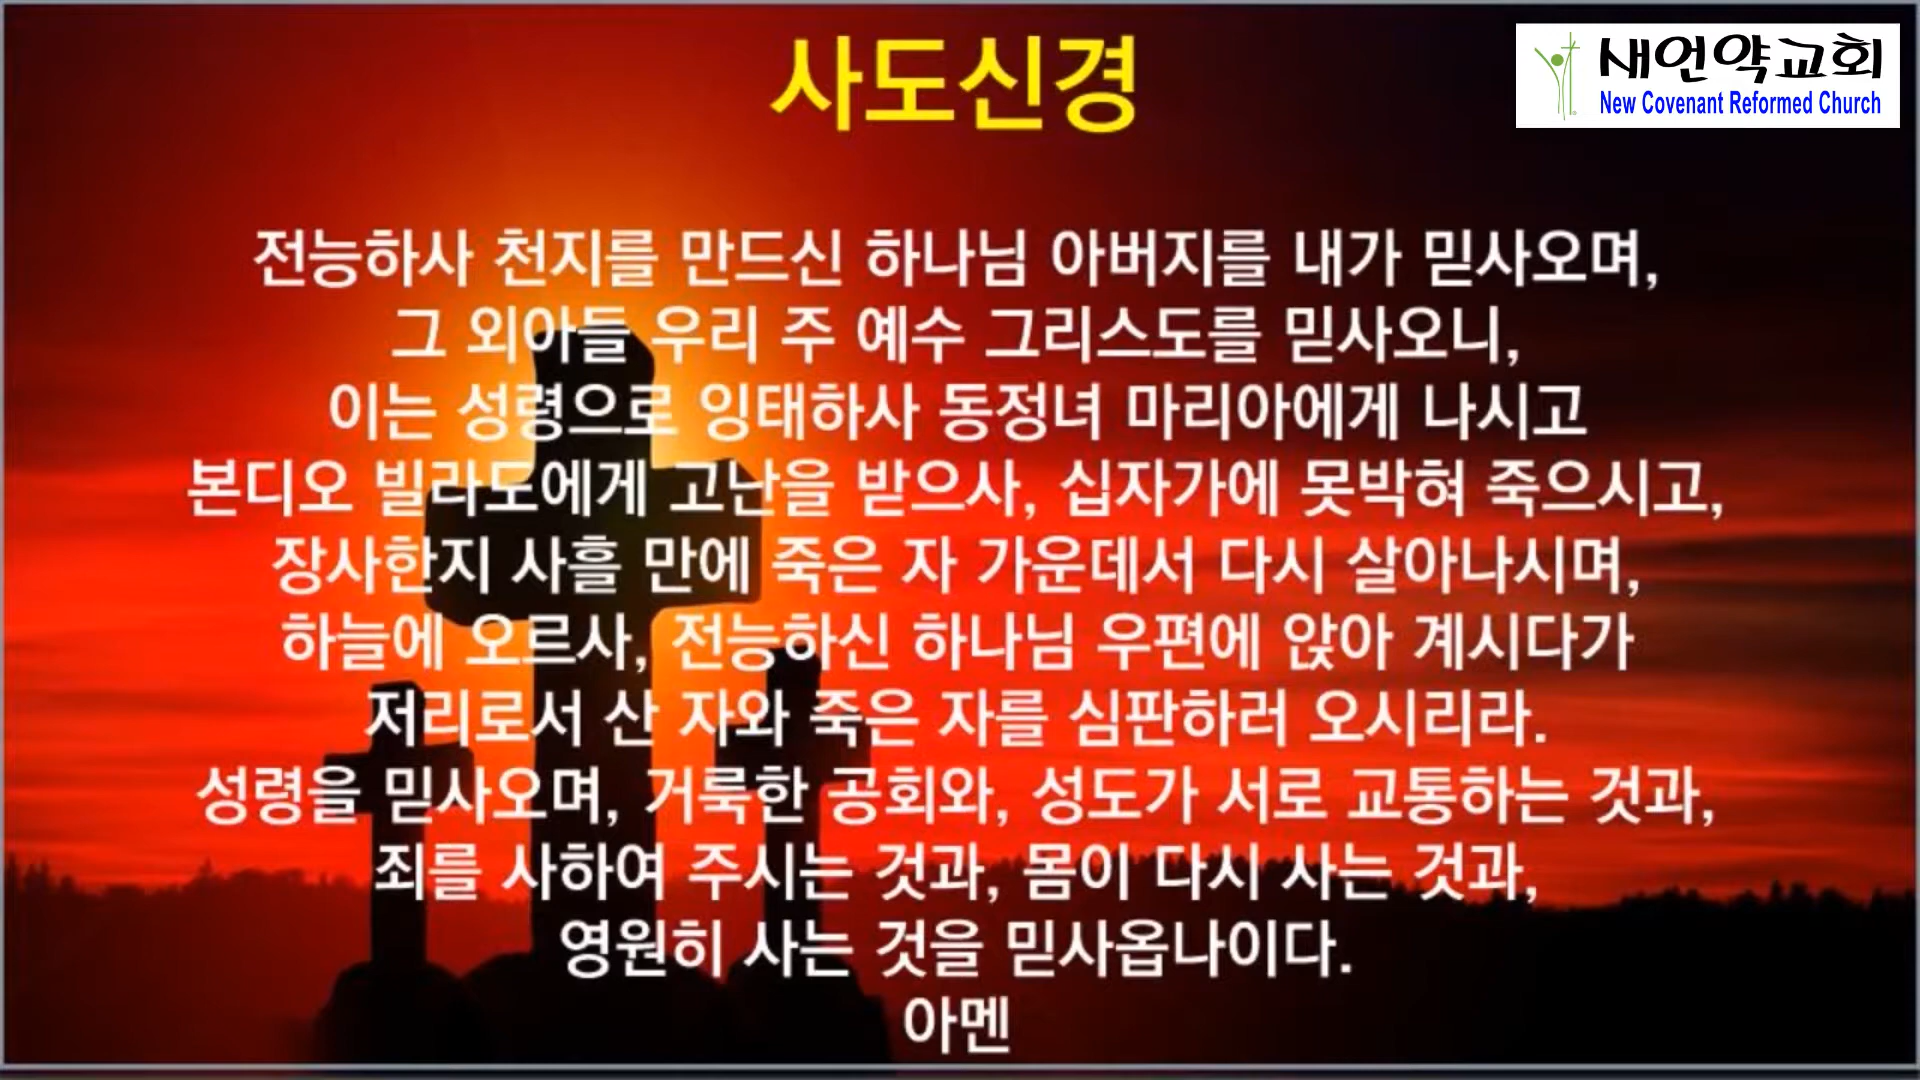 사도신경
새언약교회
New Covenant Reformed Church
전능하사 천지를 만드신 하나님 아버지를 내가 믿사오며,
그 외아들 우리 주 예수 그리스도를 믿사오니,
이는 성령으로 잉태하사 동정녀 마리아에게 나시고
본디오 빌라도에게 고난을 받으사, 십자가에 못박혀 죽으시고,
장사한지 사흘 만에 죽은 자 가운데서 다시 살아나시며,
하늘에 오르사, 전능하신 하나님 우편에 앉아 계시다가
저리로서 산 자와 죽은 자를 심판하러 오시리라.
성령을 믿사오며, 거룩한 공회와, 성도가 서로 교통하는 것과,
죄를 사하여 주시는 것과, 몸이 다시 사는 것과,
영원히 사는 것을 믿사옵나이다.
아멘